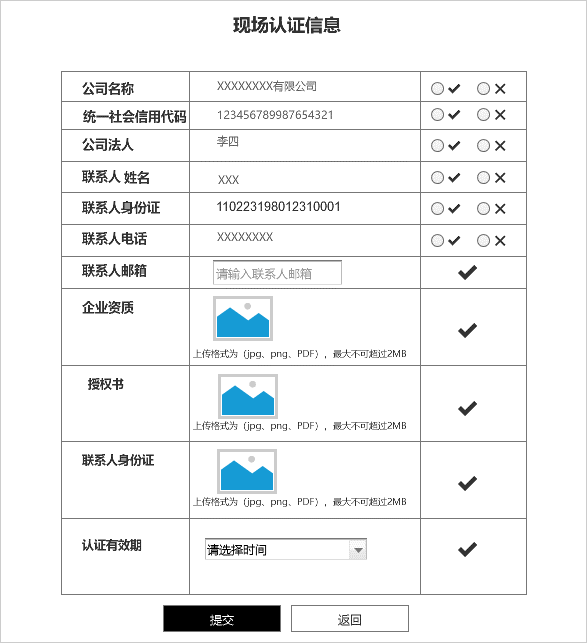 现场认证信息
公司名称 XXXXXXXX有限公司
统一社会信用代码 123456789987654321
公司法人 李四
联系人 姓名 XXX
联系人身份证 110223198012310001
联系人电话 XXXXXXXX
联系人邮箱 请输入联系人邮箱
企业资质
上传格式为（jpg、png、PDF），最大不可超过2MB
授权书
上传格式为（jpg、png、PDF），最大不可超过2MB
联系人身份证
上传格式为（jpg、png、PDF），最大不可超过2MB
认证有效期 请选择时间
提交 返回